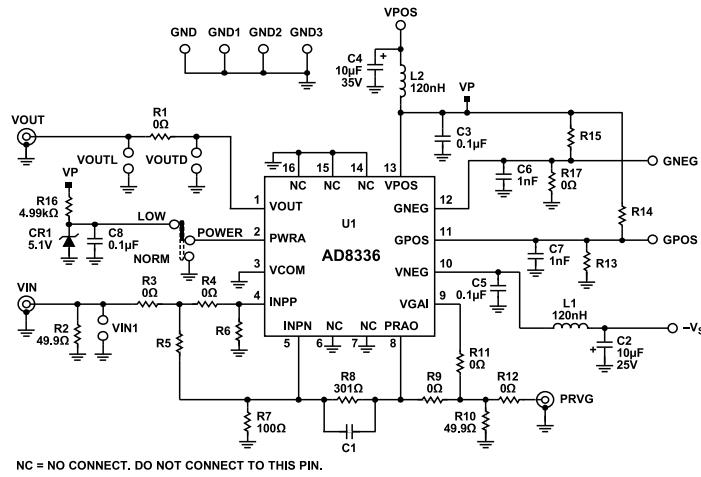 VPOS
GND GND1 GND2 GND3
C4
10µF
35V
+
L2
120nH
VP
VOUT
R1
0Ω
VOUTL VOUTD
C3
0.1µF
R15
GNEG
16 15 14 13
NC NC NC VPOS
C6
1nF
R17
0Ω
VP
R16
4.99kΩ
CR1
5.1V
C8
0.1µF
LOW
POWER
NORM
1 VOUT
2 PWRA
3 VCOM
4 INPP
U1
AD8336
GNEG 12
GPOS 11
VNEG 10
VGAI 9
INPN NC NC PRAO
5 6 7 8
R14
GPOS
C7
1nF
R13
C5
0.1µF
L1
120nH
–VS
+
C2
10µF
25V
VIN
R3
0Ω
R4
0Ω
R2
49.9Ω
VIN1
R5
R6
R11
0Ω
R8
301Ω
R9
0Ω
R12
0Ω
PRVG
R7
100Ω
C1
R10
49.9Ω
NC = NO CONNECT. DO NOT CONNECT TO THIS PIN.